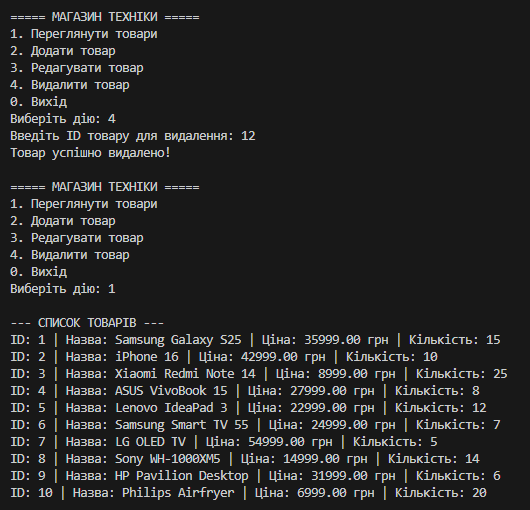 ===== МАГАЗИН ТЕХНІКИ =====
1. Переглянути товари
2. Додати товар
3. Редагувати товар
4. Видалити товар
0. Вихід
Виберіть дію: 4
Введіть ID товару для видалення: 12
Товар успішно видалено!
===== МАГАЗИН ТЕХНІКИ =====
1. Переглянути товари
2. Додати товар
3. Редагувати товар
4. Видалити товар
0. Вихід
Виберіть дію: 1
--- СПИСОК ТОВАРІВ ---
ID: 1 | Назва: Samsung Galaxy S25 | Ціна: 35999.00 грн | Кількість: 15
ID: 2 | Назва: iPhone 16 | Ціна: 42999.00 грн | Кількість: 10
ID: 3 | Назва: Xiaomi Redmi Note 14 | Ціна: 8999.00 грн | Кількість: 25
ID: 4 | Назва: ASUS VivoBook 15 | Ціна: 27999.00 грн | Кількість: 8
ID: 5 | Назва: Lenovo IdeaPad 3 | Ціна: 22999.00 грн | Кількість: 12
ID: 6 | Назва: Samsung Smart TV 55 | Ціна: 24999.00 грн | Кількість: 7
ID: 7 | Назва: LG OLED TV | Ціна: 54999.00 грн | Кількість: 5
ID: 8 | Назва: Sony WH-1000XM5 | Ціна: 14999.00 грн | Кількість: 14
ID: 9 | Назва: HP Pavilion Desktop | Ціна: 31999.00 грн | Кількість: 6
ID: 10 | Назва: Philips Airfryer | Ціна: 6999.00 грн | Кількість: 20